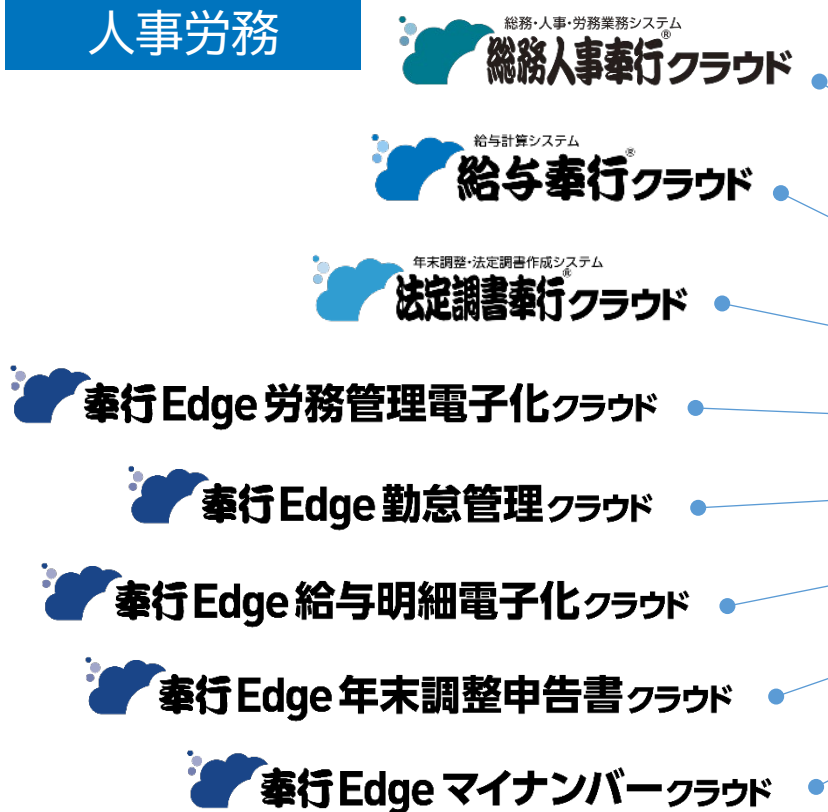 人事労務
総務・人事・労務業務システム
総務人事奉行®クラウド
給与計算システム
給与奉行®クラウド
年末調整・法定調書作成システム
法定調書奉行®クラウド
奉行Edge 労務管理電子化クラウド
奉行Edge 勤怠管理クラウド
奉行Edge 給与明細電子化クラウド
奉行Edge 年末調整申告書クラウド
奉行Edge マイナンバークラウド